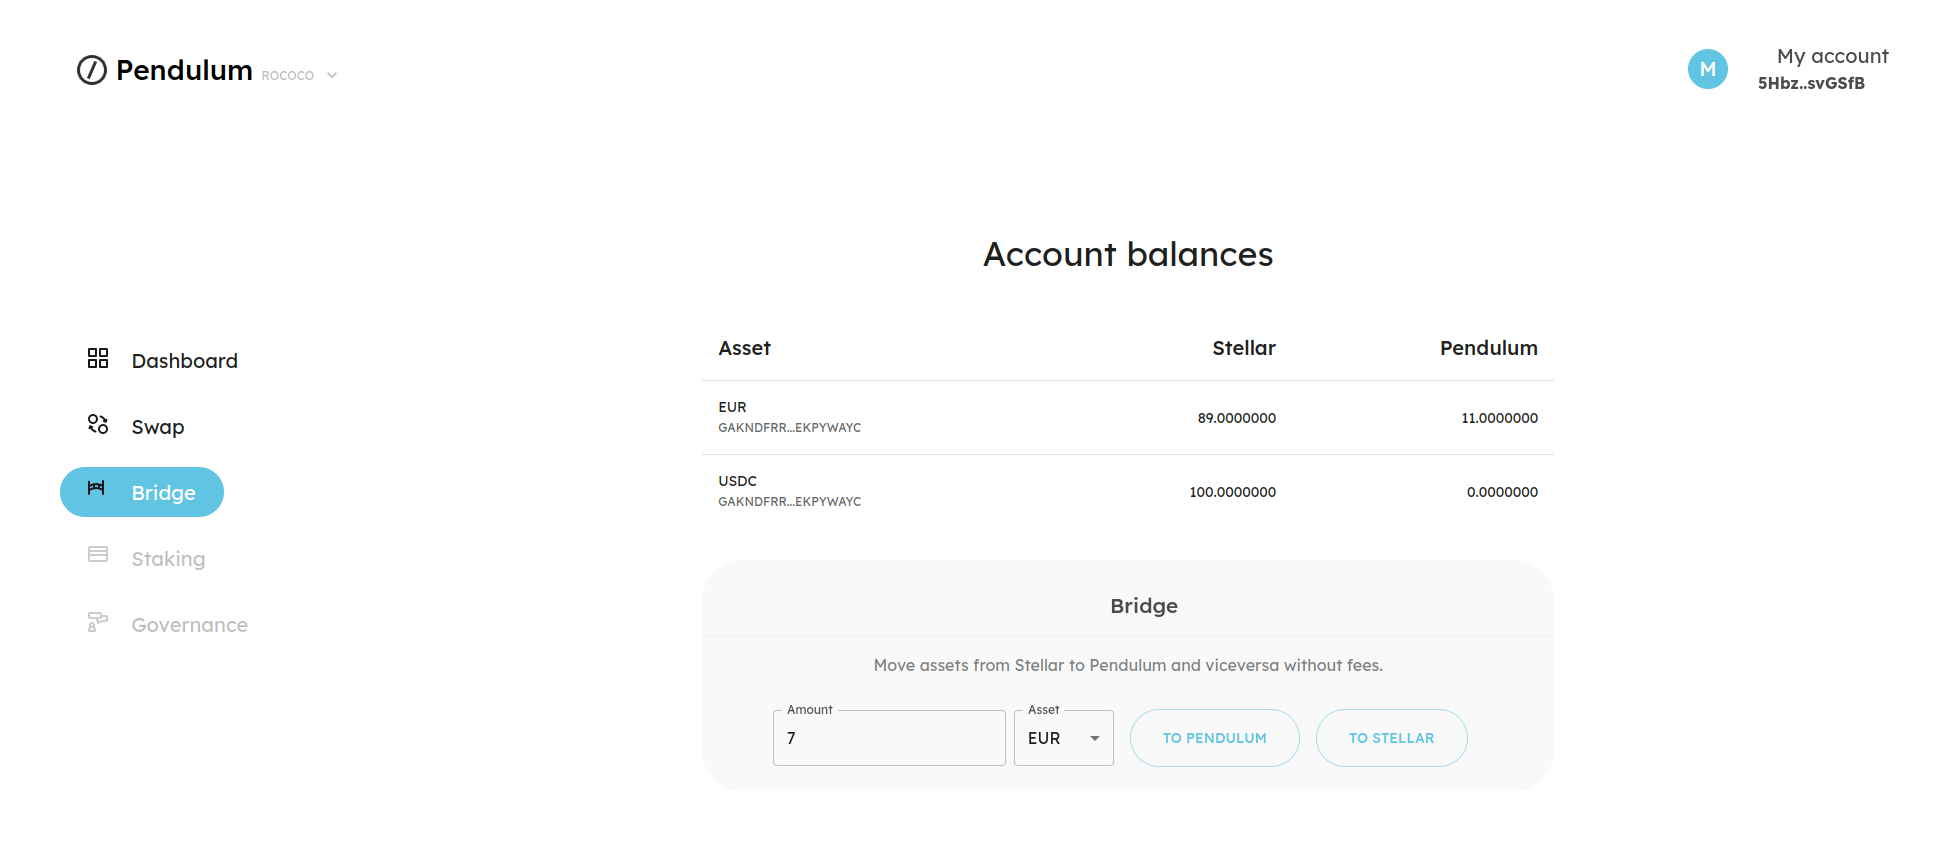 Pendulum ROCOCO
M
My account
5Hbz..svGSfB
Account balances
Dashboard
Swap
Bridge
Staking
Governance
Asset Stellar Pendulum
EUR
GAKNDFRR...EKPYWAYC
89.0000000 11.0000000
USDC
GAKNDFRR...EKPYWAYC
100.0000000 0.0000000
Bridge
Move assets from Stellar to Pendulum and viceversa without fees.
Amount
7
Asset
EUR
TO PENDULUM
TO STELLAR